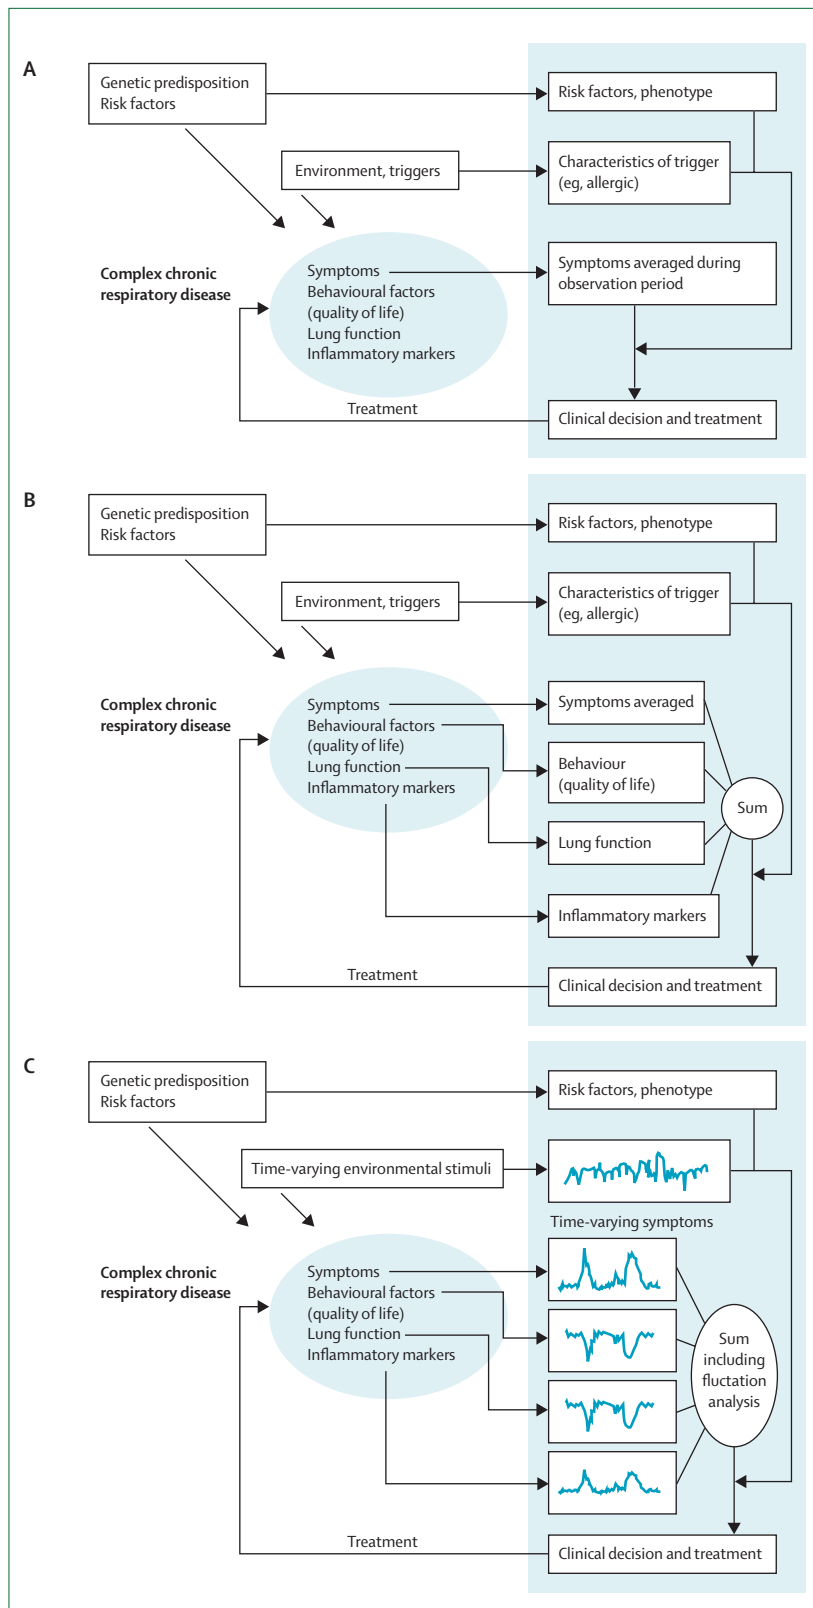 A
Genetic predisposition
Risk factors
Risk factors, phenotype
Environment, triggers
Characteristics of trigger
(eg, allergic)
Complex chronic
respiratory disease
Symptoms
Behavioural factors
(quality of life)
Lung function
Inflammatory markers
Symptoms averaged during
observation period
Treatment
Clinical decision and treatment
B
Genetic predisposition
Risk factors
Risk factors, phenotype
Environment, triggers
Characteristics of trigger
(eg, allergic)
Complex chronic
respiratory disease
Symptoms
Behavioural factors
(quality of life)
Lung function
Inflammatory markers
Symptoms averaged
Behaviour
(quality of life)
Lung function
Inflammatory markers
Sum
Treatment
Clinical decision and treatment
C
Genetic predisposition
Risk factors
Risk factors, phenotype
Time-varying environmental stimuli
Time-varying symptoms
Complex chronic
respiratory disease
Symptoms
Behavioural factors
(quality of life)
Lung function
Inflammatory markers
Sum
including
fluctation
analysis
Treatment
Clinical decision and treatment